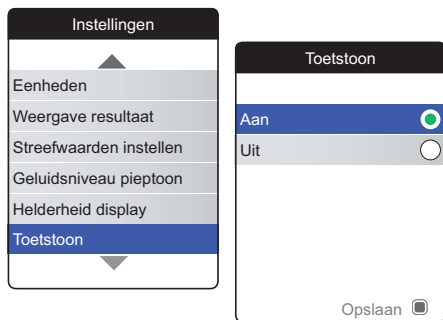 Instellingen
Eenheden
Weergave resultaat
Streefwaarden instellen
Geluidsniveau pieptoon
Helderheid display
Toetstoon
Toetstoon
Aan
Uit
Opslaan